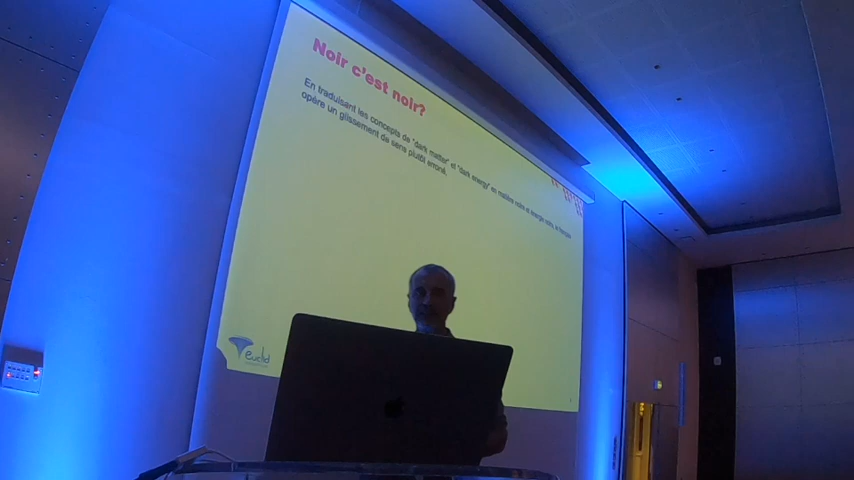 Noir c'est noir?
En traduisant les concepts de "dark matter" et "dark energy" en matière noire et énergie noire, le français
opère un glissement de sens plutôt erroné.
euclid